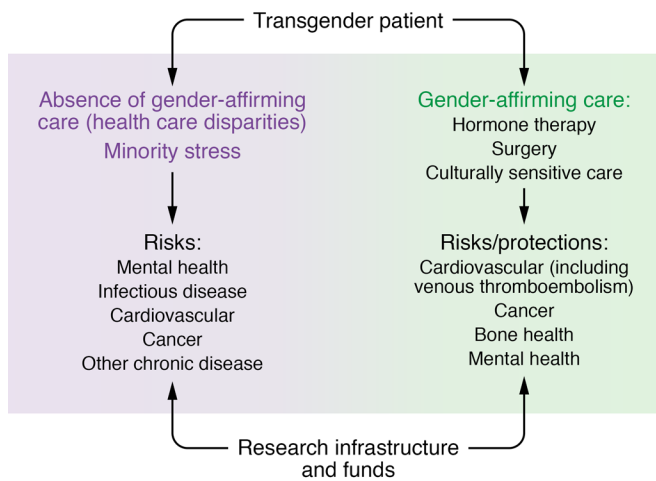 Transgender patient
Absence of gender-affirming
care (health care disparities)
Minority stress
Risks:
Mental health
Infectious disease
Cardiovascular
Cancer
Other chronic disease
Gender-affirming care:
Hormone therapy
Surgery
Culturally sensitive care
Risks/protections:
Cardiovascular (including
venous thromboembolism)
Cancer
Bone health
Mental health
Research infrastructure
and funds